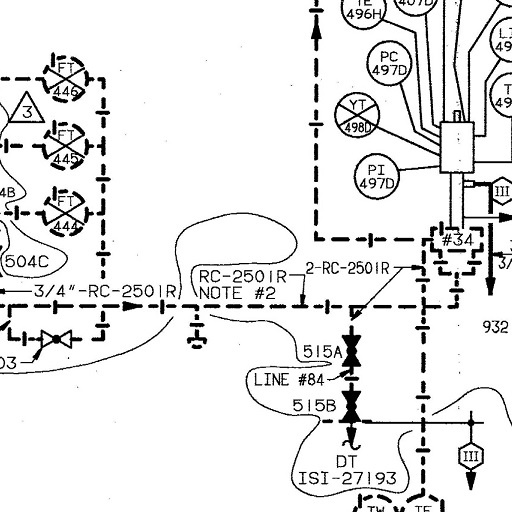 TE
496H
497D
LI
49
PC
497D
YT
498D
PI
497D
FT
446
3
FT
445
4B
FT
444
504C
III
#34
3/4"-RC-2501R
RC-2501R
NOTE #2
2-RC-2501R
3/
932
03
515A
LINE #84
515B
III
DT
ISI-27193
TW
TE